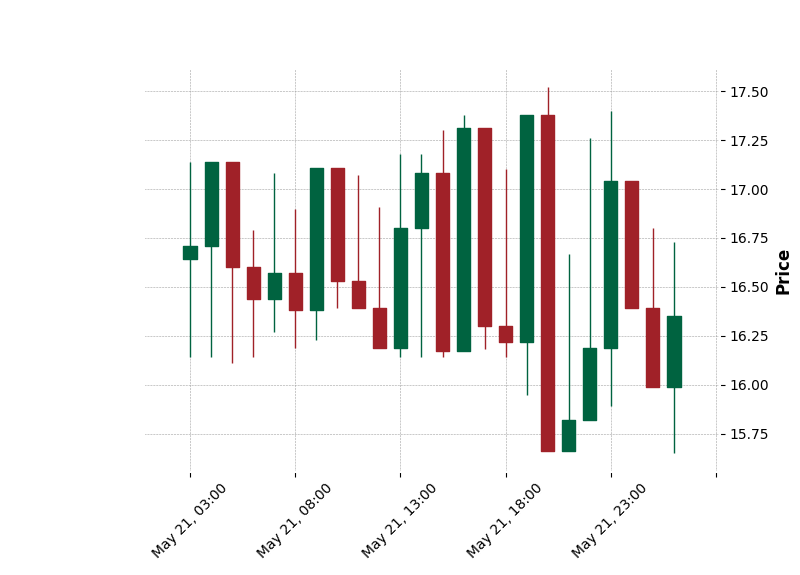 17.50
17.25
17.00
16.75
16.50
16.25
16.00
15.75
Price
May 21, 03:00
May 21, 08:00
May 21, 13:00
May 21, 18:00
May 21, 23:00